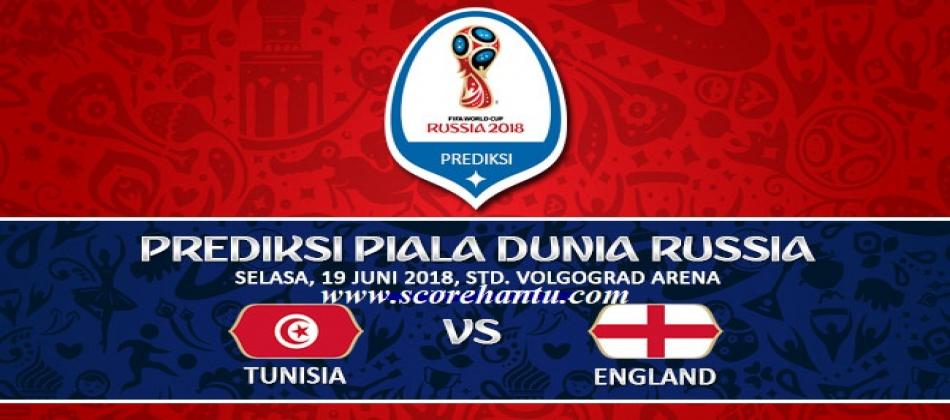 FIFA WORLD CUP
RUSSIA 2018
PREDIKSI
PREDIKSI PIALA DUNIA RUSSIA
SELASA, 19 JUNI 2018, STD. VOLGOGRAD ARENA
www.scorehantu.com
VS
TUNISIA
ENGLAND